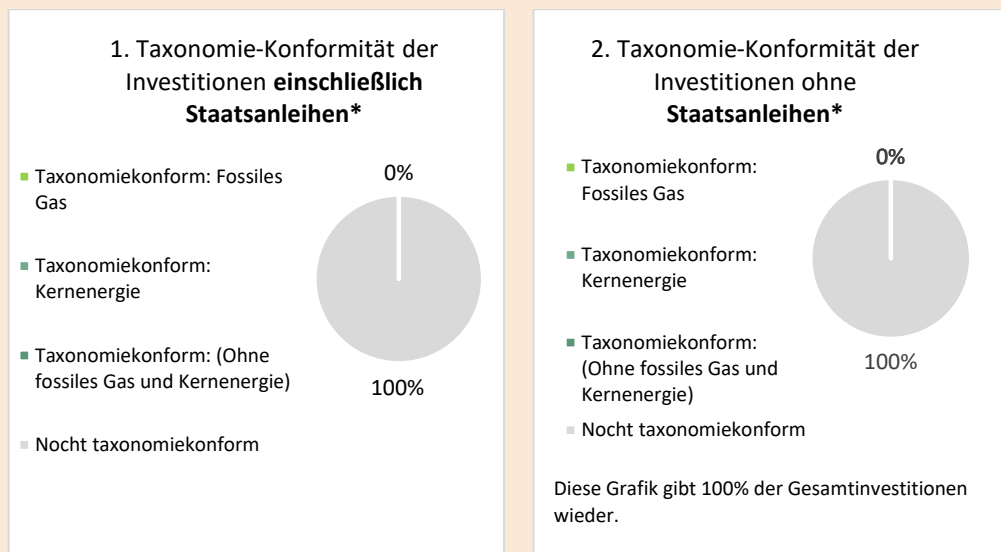 1. Taxonomie-Konformität der
Investitionen einschließlich
Staatsanleihen*
Taxonomiekonform: Fossiles
Gas
Taxonomiekonform:
Kernenergie
Taxonomiekonform: (Ohne
fossiles Gas und Kernenergie)
Nocht taxonomiekonform
0%
100%
2. Taxonomie-Konformität der
Investitionen ohne
Staatsanleihen*
Taxonomiekonform:
Fossiles Gas
Taxonomiekonform:
Kernenergie
Taxonomiekonform:
(Ohne fossiles Gas und
Kernenergie)
Nocht taxonomiekonform
0%
100%
Diese Grafik gibt 100% der Gesamtinvestitionen
wieder.